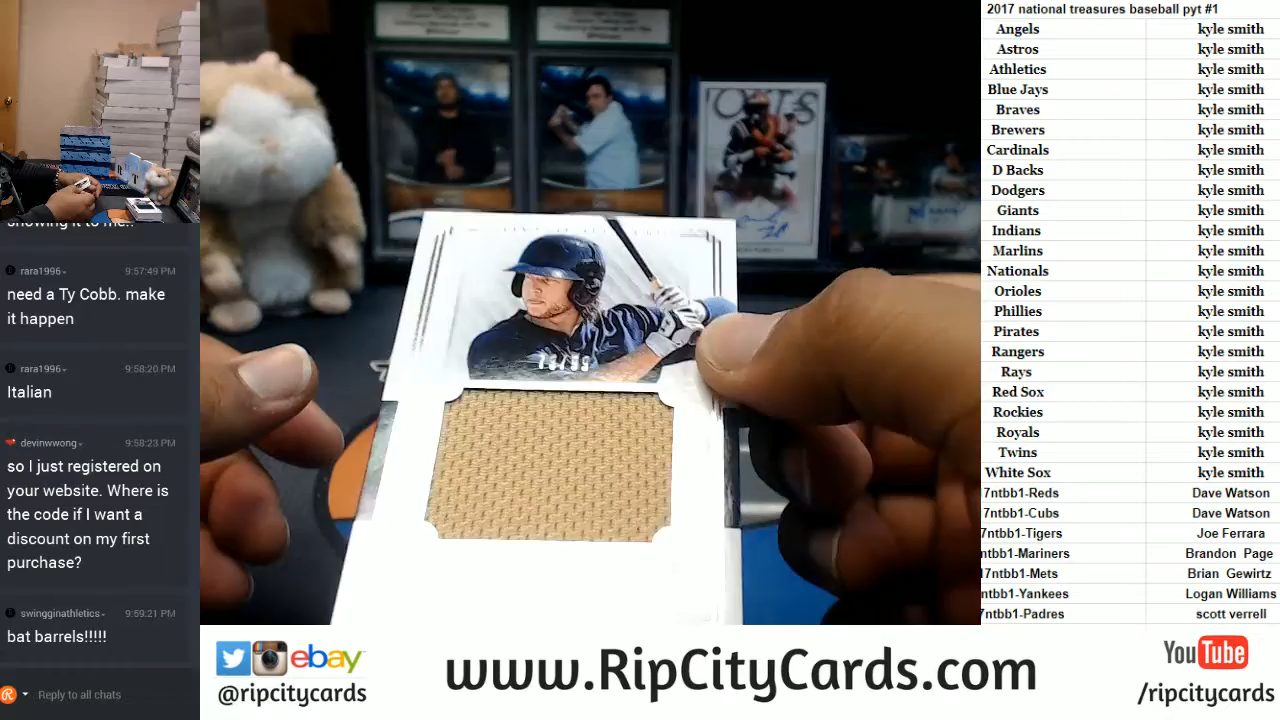 showing it to me..
rara1996
9:57:49 PM
need a Ty Cobb. make
it happen
rara1996
9:58:20 PM
Italian
devinwwong
9:58:23 PM
so I just registered on
your website. Where is
the code if I want a
discount on my first
purchase?
swingginathletics
9:59:21 PM
bat barrels!!!!!
Reply to all chats
2017 national treasures baseball pyt #1
Angels kyle smith
Astros kyle smith
Athletics kyle smith
Blue Jays kyle smith
Braves kyle smith
Brewers kyle smith
Cardinals kyle smith
D Backs kyle smith
Dodgers kyle smith
Giants kyle smith
Indians kyle smith
Marlins kyle smith
Nationals kyle smith
Orioles kyle smith
Phillies kyle smith
Pirates kyle smith
Rangers kyle smith
Rays kyle smith
Red Sox kyle smith
Rockies kyle smith
Royals kyle smith
Twins kyle smith
White Sox kyle smith
7ntbb1-Reds Dave Watson
7ntbb1-Cubs Dave Watson
7ntbb1-Tigers Joe Ferrara
ntbb1-Mariners Brandon Page
17ntbb1-Mets Brian Gewirtz
ntbb1-Yankees Logan Williams
7ntbb1-Padres scott verrell
ebay
@ripcitycards
www.RipCityCards.com
YouTube
/ripcitycards